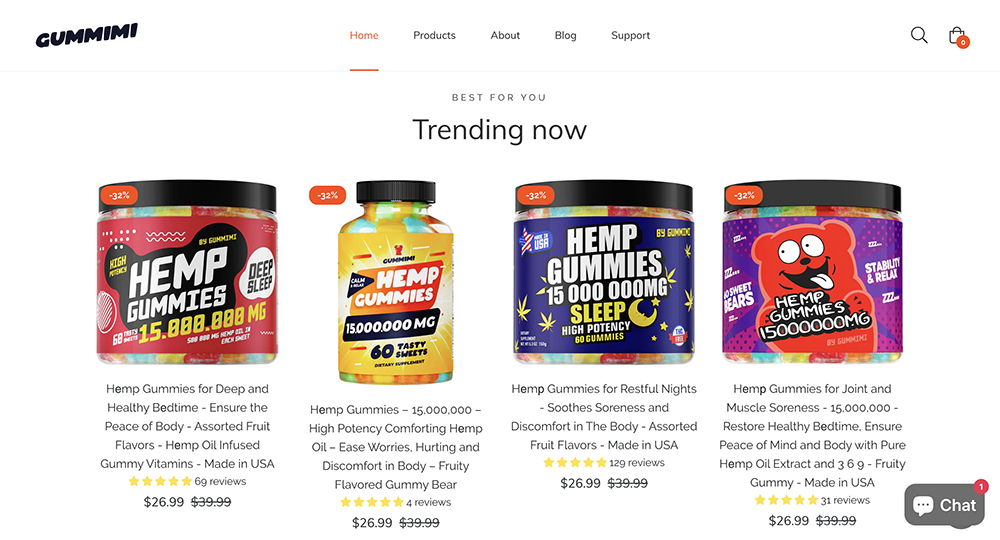 GUMMIMI
Home Products About Blog Support
0
BEST FOR YOU
Trending now
-32%
BY GUMMIMI
HIGH
POTENCY
HEMP
GUMMIES
DEEP
SLEEP
15.000.000 MG
60 TASTY
SWEETS
500 000 MG HEMP OIL IN
EACH SWEET
Hemp Gummies for Deep and
Healthy Bedtime - Ensure the
Peace of Body - Assorted Fruit
Flavors - Hemp Oil Infused
Gummy Vitamins - Made in USA
69 reviews
$26.99 $39.99
-32%
GUMMIMI
CALM
& RELAX
HEMP
GUMMIES
15.000.000 MG
60 TASTY
SWEETS
DIETARY SUPPLEMENT
Hemp Gummies – 15,000,000 –
High Potency Comforting Hemp
Oil – Ease Worries, Hurting and
Discomfort in Body – Fruity
Flavored Gummy Bear
4 reviews
$26.99 $39.99
-32%
MADE IN
USA
BY GUMMIMI
HEMP
GUMMIES
15 000 000MG
SLEEP
HIGH POTENCY
60 GUMMIES
DIETARY
SUPPLEMENT
THC
FREE
Hemp Gummies for Restful Nights
- Soothes Soreness and
Discomfort in The Body - Assorted
Fruit Flavors - Made in USA
129 reviews
$26.99 $39.99
-32%
ZZZ...
ZZZ...
STABILITY
& RELAX
60 SWEET
BEARS
ZZZ...
HEMP
GUMMIES
15000000MG
BY GUMMIMI
Hemp Gummies for Joint and
Muscle Soreness - 15,000,000 -
Restore Healthy Bedtime, Ensure
Peace of Mind and Body with Pure
Hemp Oil Extract and 3 6 9 - Fruity
Gummy - Made in USA
31 reviews
$26.99 $39.99
1
Chat